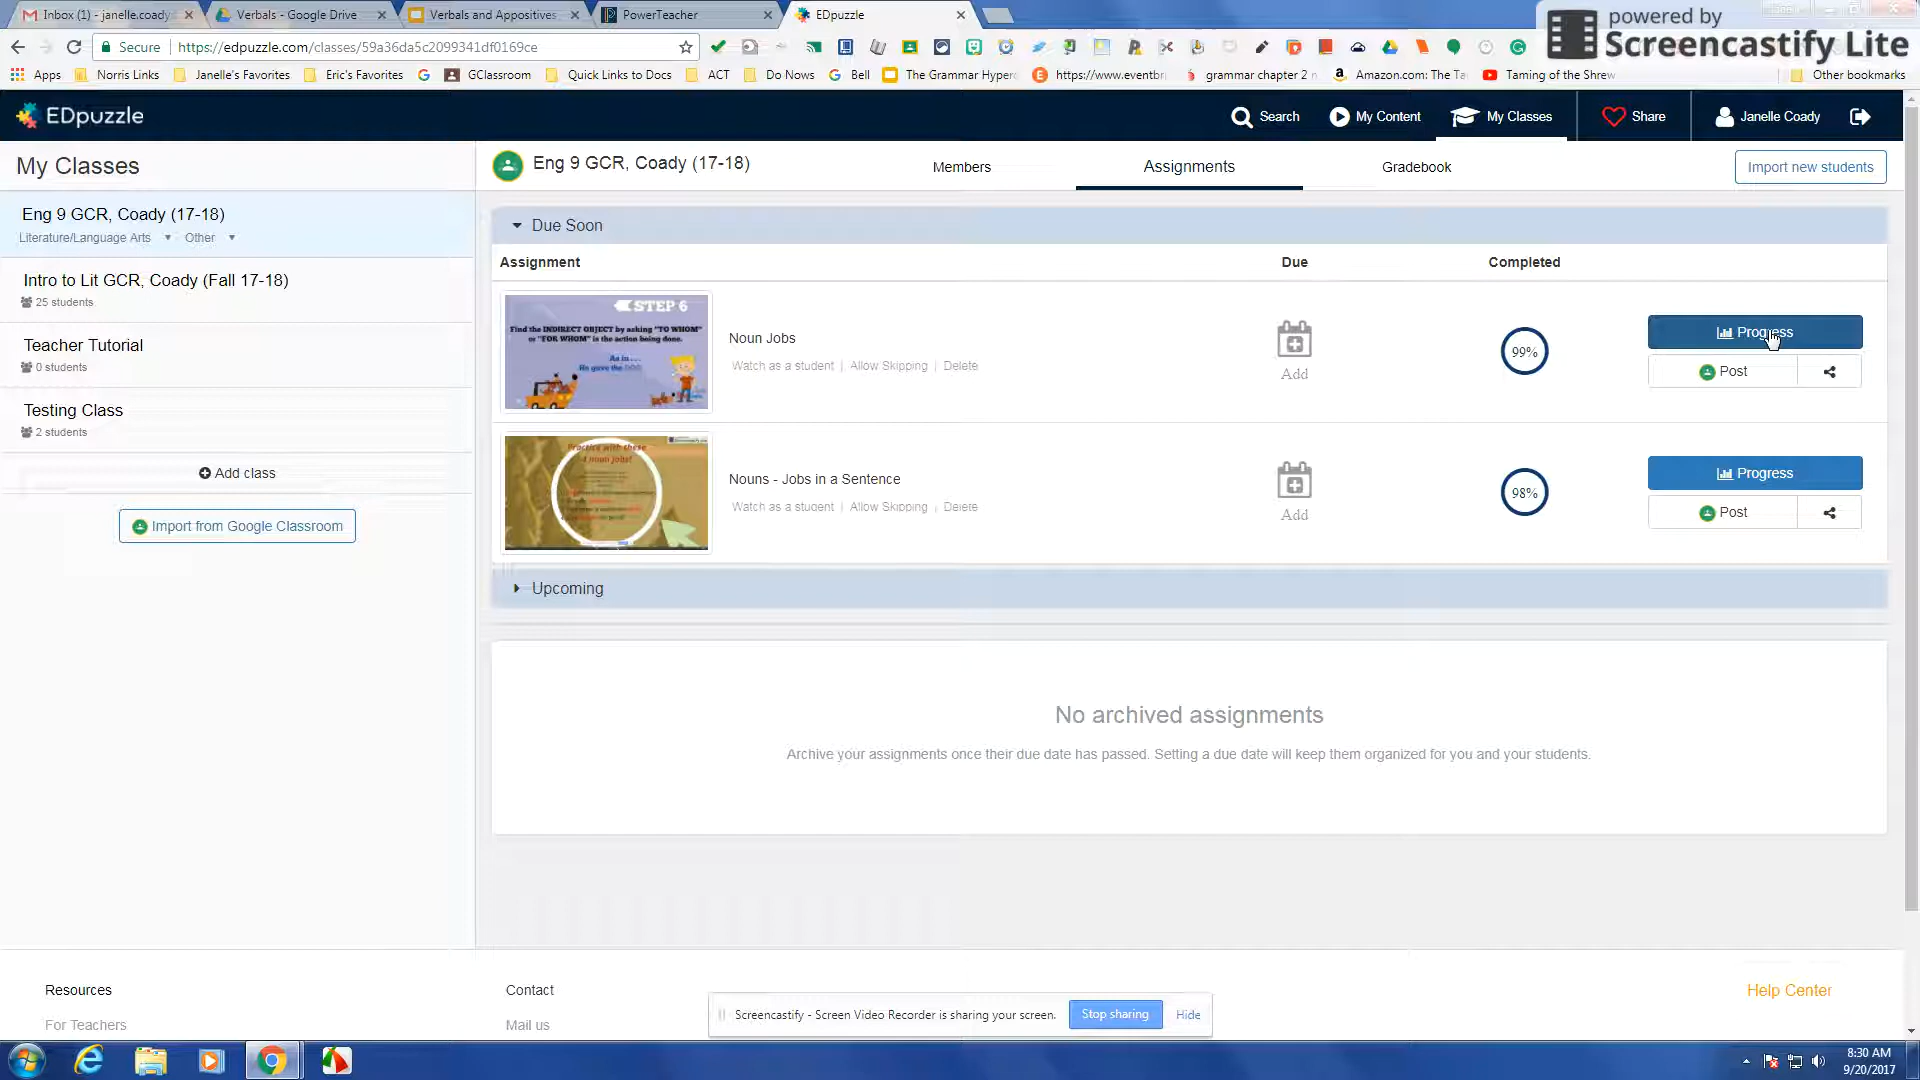 Inbox (1) - janelle.coady
Verbals - Google Drive
Verbals and Appositives
PowerTeacher
EDpuzzle
powered by
Screencastify Lite
Secure
https://edpuzzle.com/classes/59a36da5c2099341df0169ce
Apps
Norris Links
Janelle's Favorites
Eric's Favorites
GClassroom
Quick Links to Docs
ACT
Do Nows
Bell
The Grammar Hyper
https://www.eventbr
grammar chapter 2
Amazon.com: The Ta
Taming of the Shrew
Other bookmarks
EDpuzzle
Search
My Content
My Classes
Share
Janelle Coady
My Classes
Eng 9 GCR, Coady (17-18)
Members
Assignments
Gradebook
Import new students
Eng 9 GCR, Coady (17-18)
Literature/Language Arts
Other
Intro to Lit GCR, Coady (Fall 17-18)
25 students
Teacher Tutorial
0 students
Testing Class
2 students
Add class
Import from Google Classroom
Due Soon
Assignment
Due
Completed
STEP 6
Find the INDIRECT OBJECT by asking "TO WHOM"
or "FOR WHOM" is the action being done.
As in...
He gave the DOG
Noun Jobs
Watch as a student | Allow Skipping | Delete
Add
99%
Progress
Post
Practice with these
4 noun jobs!
Nouns - Jobs in a Sentence
Watch as a student | Allow Skipping | Delete
Add
98%
Progress
Post
Upcoming
No archived assignments
Archive your assignments once their due date has passed. Setting a due date will keep them organized for you and your students.
Resources
Contact
Help Center
For Teachers
Mail us
Screencastify - Screen Video Recorder is sharing your screen.
Stop sharing
Hide
8:30 AM
9/20/2017